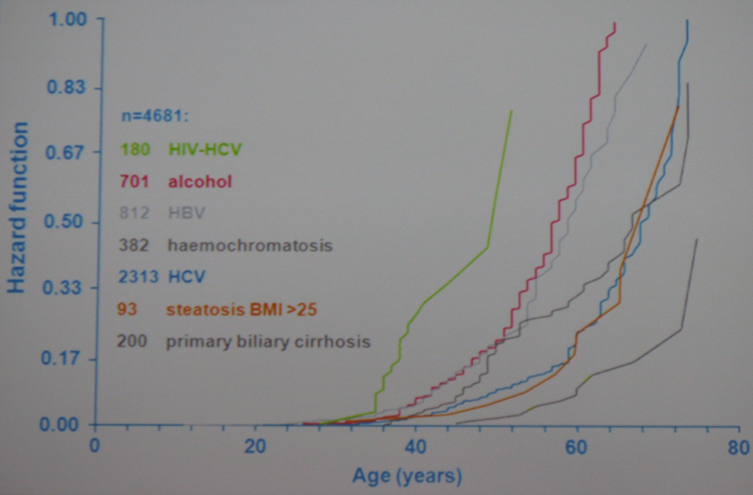 1.00
0.83
0.67
0.50
0.33
0.17
0.00
Hazard function
n=4681:
180 HIV-HCV
701 alcohol
812 HBV
382 haemochromatosis
2313 HCV
93 steatosis BMI >25
200 primary biliary cirrhosis
0 20 40 60 80
Age (years)